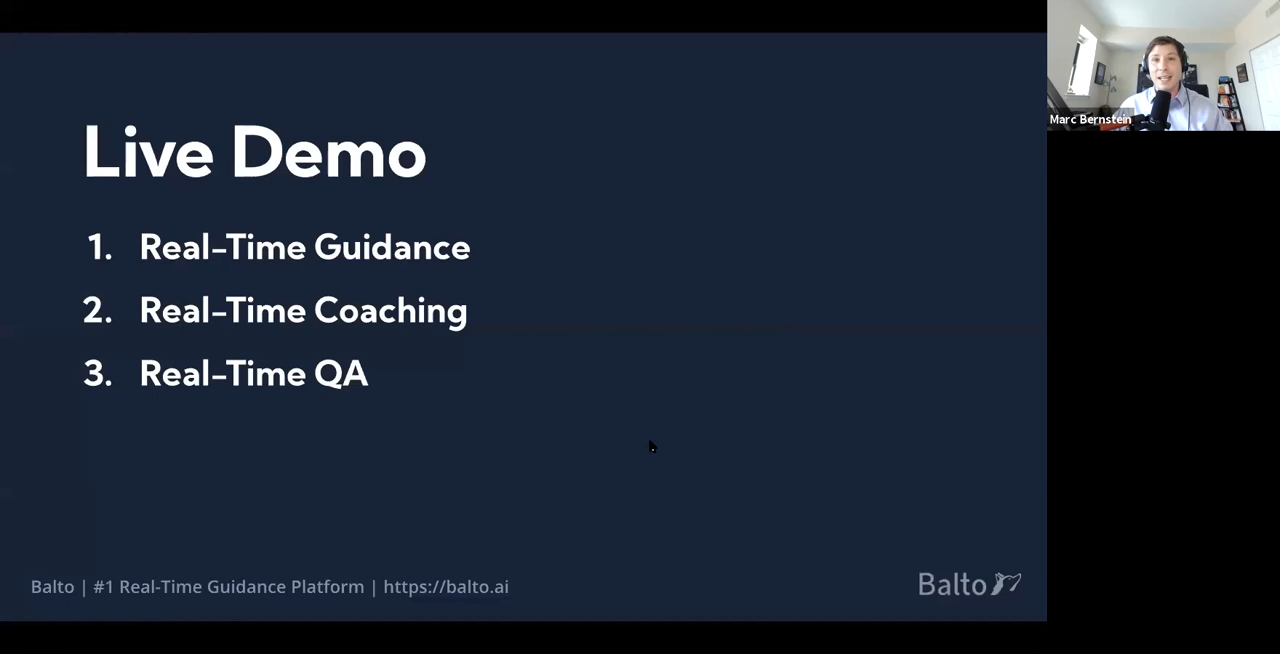 Live Demo
1. Real-Time Guidance
2. Real-Time Coaching
3. Real-Time QA
Balto | #1 Real-Time Guidance Platform | https://balto.ai
Balto
Marc Bernstein